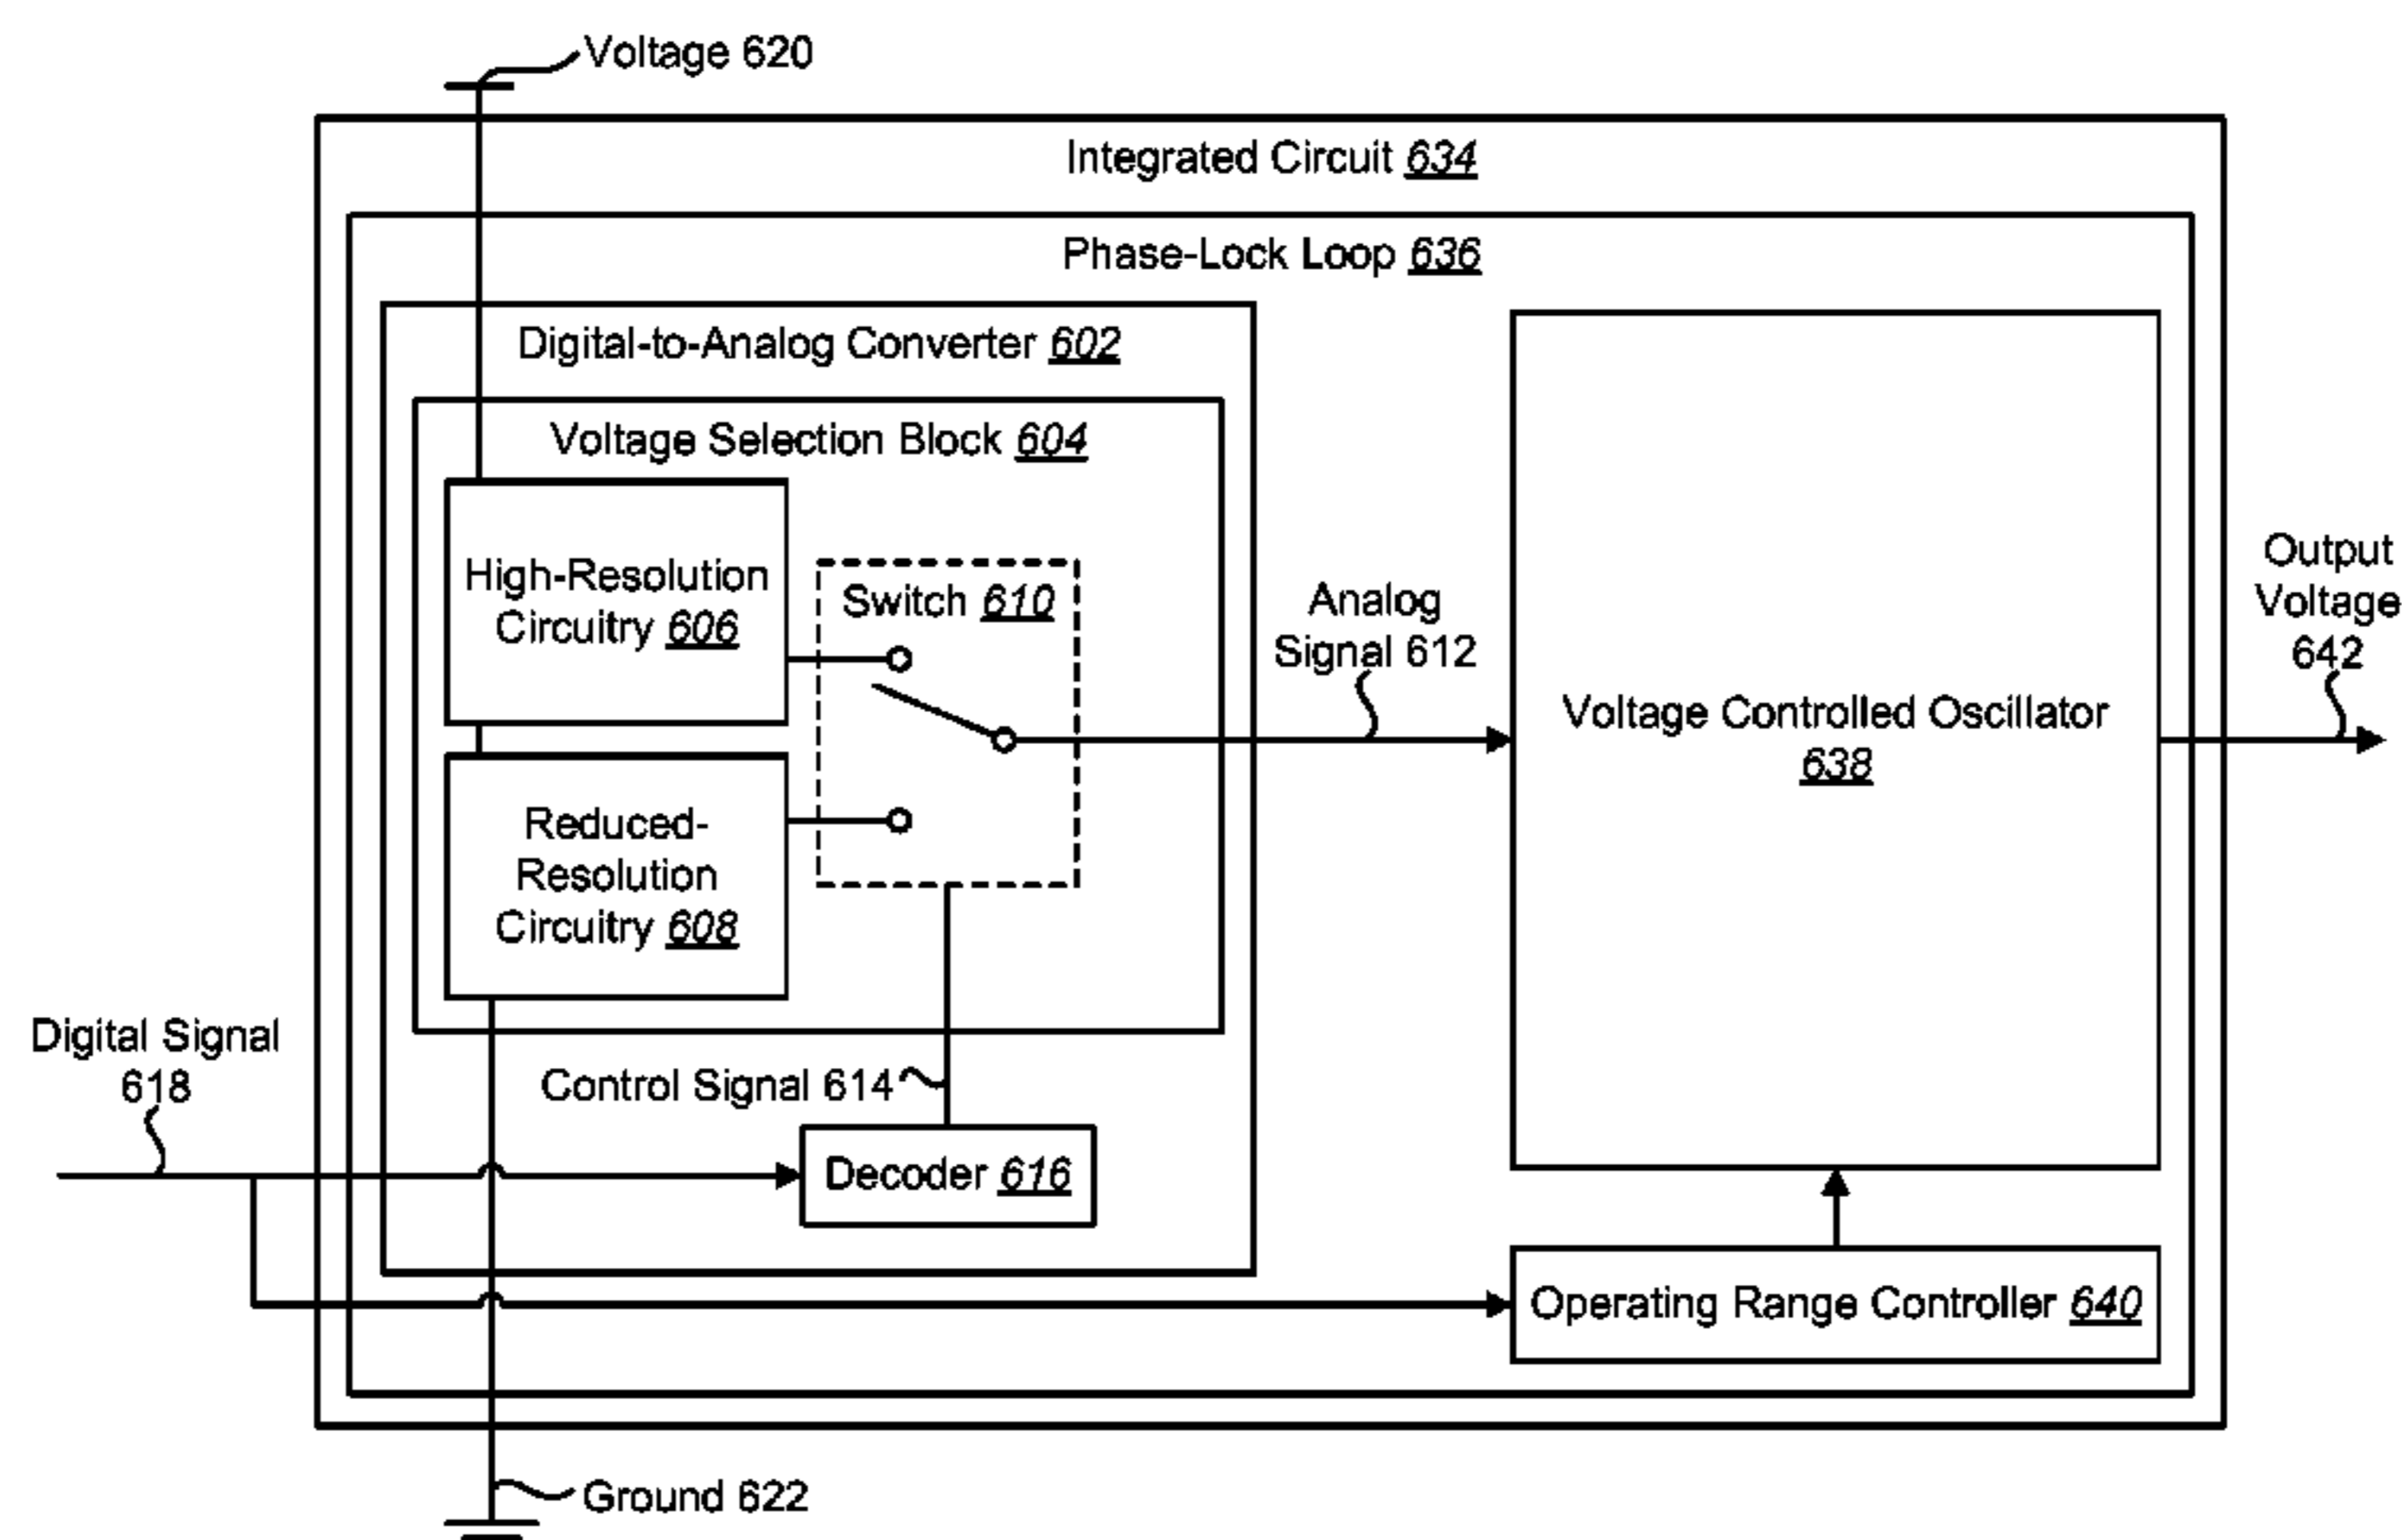 Voltage 620
Integrated Circuit 634
Phase-Lock Loop 636
Digital-to-Analog Converter 602
Voltage Selection Block 604
High-Resolution
Circuitry 606
Switch 610
Analog
Signal 612
Output
Voltage
642
Voltage Controlled Oscillator
638
Reduced-
Resolution
Circuitry 608
Digital Signal
618
Control Signal 614
Decoder 616
Operating Range Controller 640
Ground 622